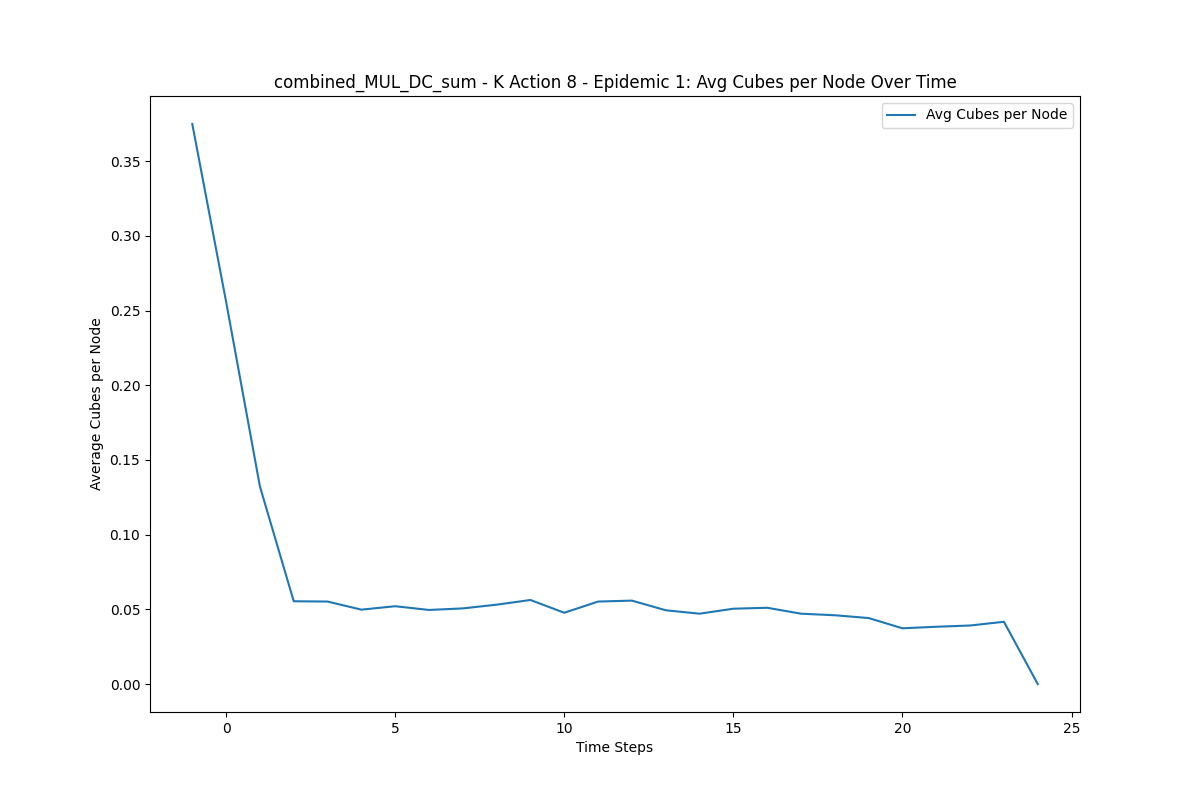 combined_MUL_DC_sum - K Action 8 - Epidemic 1: Avg Cubes per Node Over Time
Avg Cubes per Node
Average Cubes per Node
0.35
0.30
0.25
0.20
0.15
0.10
0.05
0.00
0 5 10 15 20 25
Time Steps